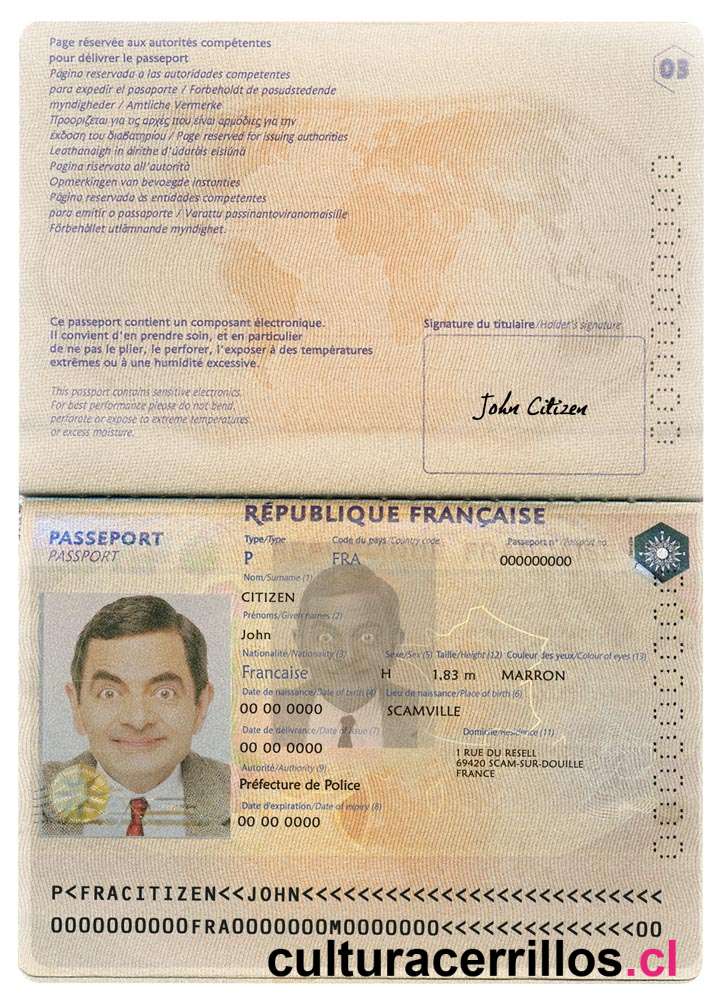 Page réservée aux autorités compétentes
pour délivrer le passeport
Página reservada a las autoridades competentes
para expedir el pasaporte / Forbeholdt de pasudstedende
myndigheder / Amtliche Vermerke
Προορίζεται για τις αρχές που είναι αρμόδιες για την
έκδοση του διαβατηρίου / Page reserved for issuing authorities
Leathanaigh in áirithe d'údaráis eisiúna
Pagina riservata all'autorità
Opmerkingen van bevoegde instanties
Página reservada às entidades competentes
para emitir o passaporte / Varattu passinantoviranomaisille
Förbehållet utlämnande myndighet.
03
Ce passeport contient un composant électronique.
Il convient d'en prendre soin, et en particulier
de ne pas le plier, le perforer, l'exposer à des températures
extrêmes ou à une humidité excessive.
This passport contains sensitive electronics.
For best performance please do not bend,
perforate or expose to extreme temperatures
or excess moisture.
Signature du titulaire/Holder's signature
John Citizen
RÉPUBLIQUE FRANÇAISE
PASSEPORT
PASSPORT
Type/Type Code du pays/Country code Passeport n°/Passport no.
P FRA 000000000
Nom/Surname (1)
CITIZEN
Prénoms/Given names (2)
John
Nationalité/Nationality (3) Sexe/Sex (5) Taille/Height (12) Couleur des yeux/Colour of eyes (13)
Francaise H 1,83 m MARRON
Date de naissance/Date of birth (4) Lieu de naissance/Place of birth (6)
00 00 0000 SCAMVILLE
Date de délivrance/Date of issue (7) Domicile/Residence (11)
00 00 0000 1 RUE DU RESELL
69420 SCAM-SUR-DOUILLE
FRANCE
Autorité/Authority (9)
Préfecture de Police
Date d'expiration/Date of expiry (8)
00 00 0000
P<FRACITIZEN<<JOHN<<<<<<<<<<<<<<<<<<<<<<<<<<
0000000000FRA0000000M0000000<<<<<<<<<<<<<<00
culturacerrillos.cl